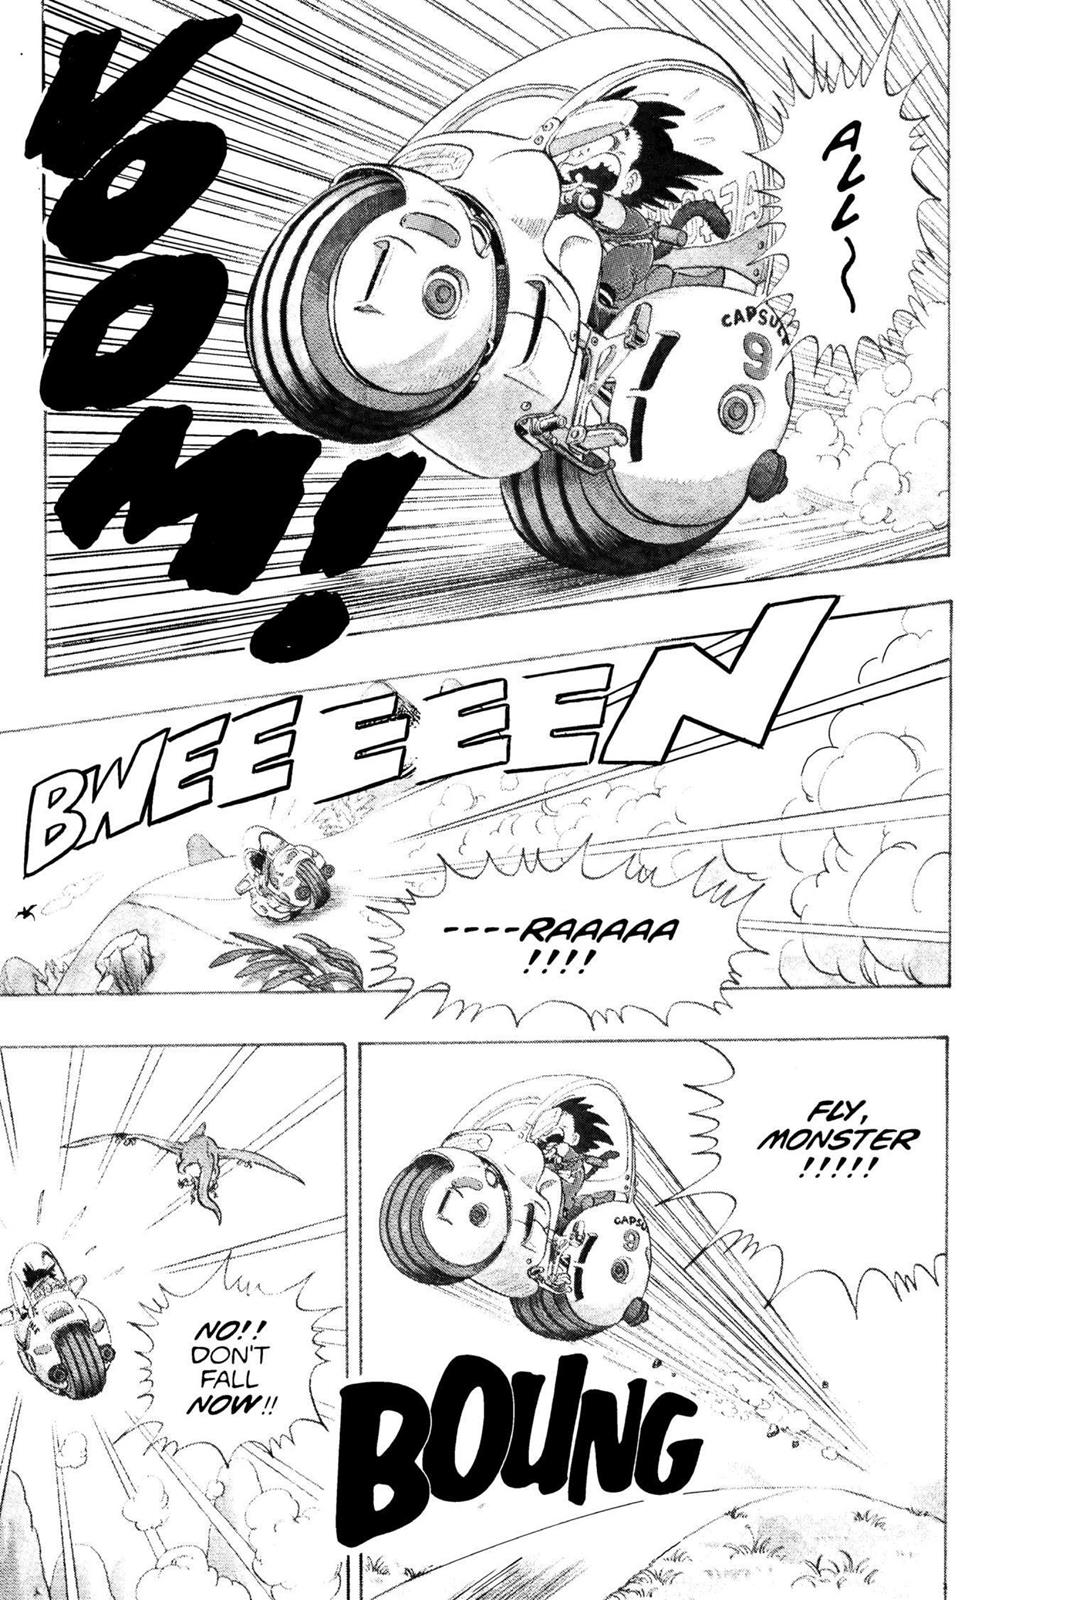 VOOM!
ALL~
CAPSULE
9
BWEEEEEN
----RAAAAA
!!!!
FLY,
MONSTER
!!!!!
CAPSU
9
BOUNG
NO!!
DON'T
FALL
NOW!!